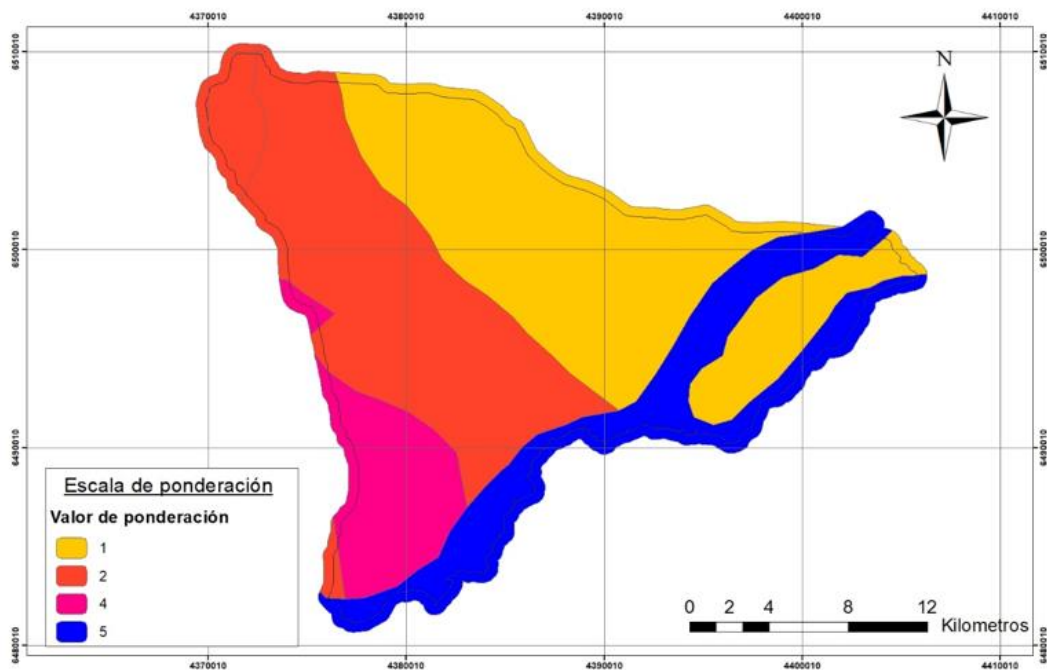 4370010 4380010 4390010 4400010 4410010
6510010 6510010
N
6500010 6500010
6490010 6490010
Escala de ponderación
Valor de ponderación
1
2
4
5
0 2 4 8 12
Kilometros
6480010 6480010
4370010 4380010 4390010 4400010 4410010